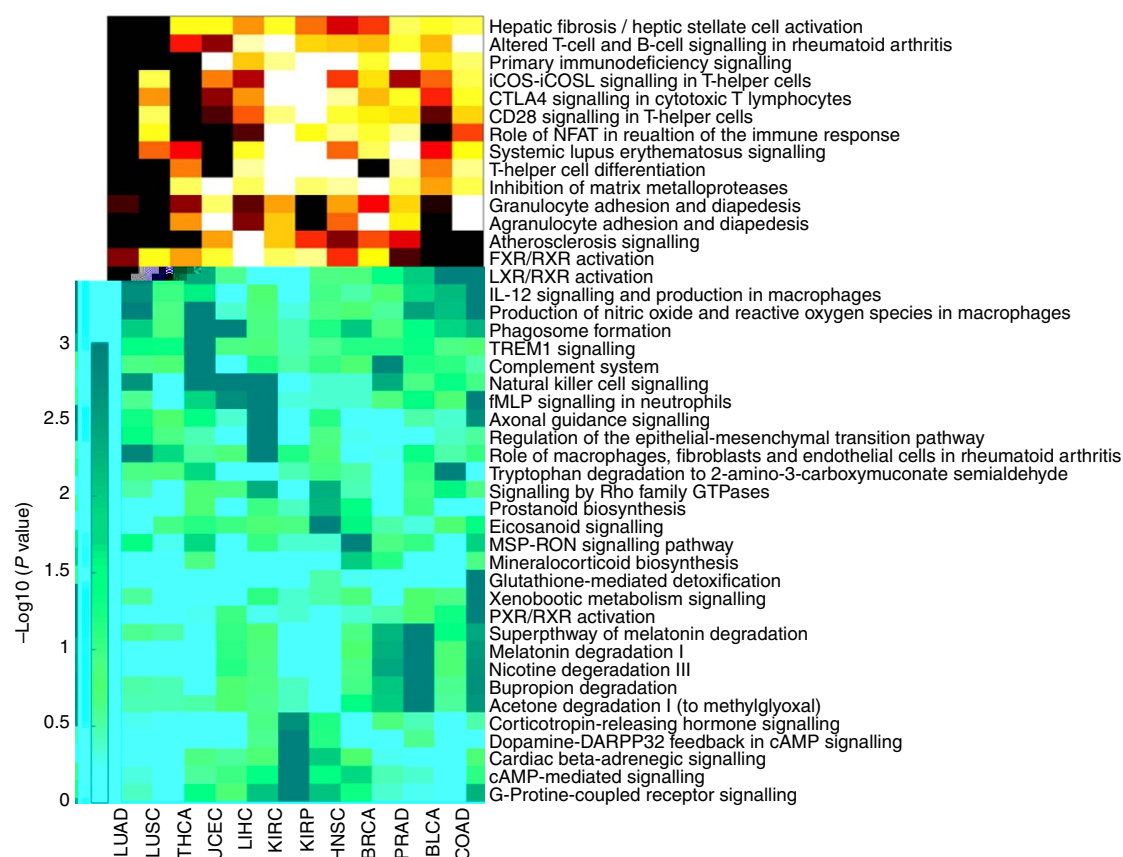 Hepatic fibrosis / heptic stellate cell activation
Altered T-cell and B-cell signalling in rheumatoid arthritis
Primary immunodeficiency signalling
iCOS-iCOSL signalling in T-helper cells
CTLA4 signalling in cytotoxic T lymphocytes
CD28 signalling in T-helper cells
Role of NFAT in reualtion of the immune response
Systemic lupus erythematosus signalling
T-helper cell differentiation
Inhibition of matrix metalloproteases
Granulocyte adhesion and diapedesis
Agranulocyte adhesion and diapedesis
Atherosclerosis signalling
FXR/RXR activation
LXR/RXR activation
IL-12 signalling and production in macrophages
Production of nitric oxide and reactive oxygen species in macrophages
Phagosome formation
TREM1 signalling
Complement system
Natural killer cell signalling
fMLP signalling in neutrophils
Axonal guidance signalling
Regulation of the epithelial-mesenchymal transition pathway
Role of macrophages, fibroblasts and endothelial cells in rheumatoid arthritis
Tryptophan degradation to 2-amino-3-carboxymuconate semialdehyde
Signalling by Rho family GTPases
Prostanoid biosynthesis
Eicosanoid signalling
MSP-RON signalling pathway
Mineralocorticoid biosynthesis
Glutathione-mediated detoxification
Xenobootic metabolism signalling
PXR/RXR activation
Superpthway of melatonin degradation
Melatonin degradation I
Nicotine degeradation III
Bupropion degradation
Acetone degradation I (to methylglyoxal)
Corticotropin-releasing hormone signalling
Dopamine-DARPP32 feedback in cAMP signalling
Cardiac beta-adrenegic signalling
cAMP-mediated signalling
G-Protine-coupled receptor signalling
3
2.5
2
1.5
1
0.5
0
–Log10 (P value)
LUAD
LUSC
THCA
UCEC
LIHC
KIRC
KIRP
HNSC
BRCA
PRAD
BLCA
COAD